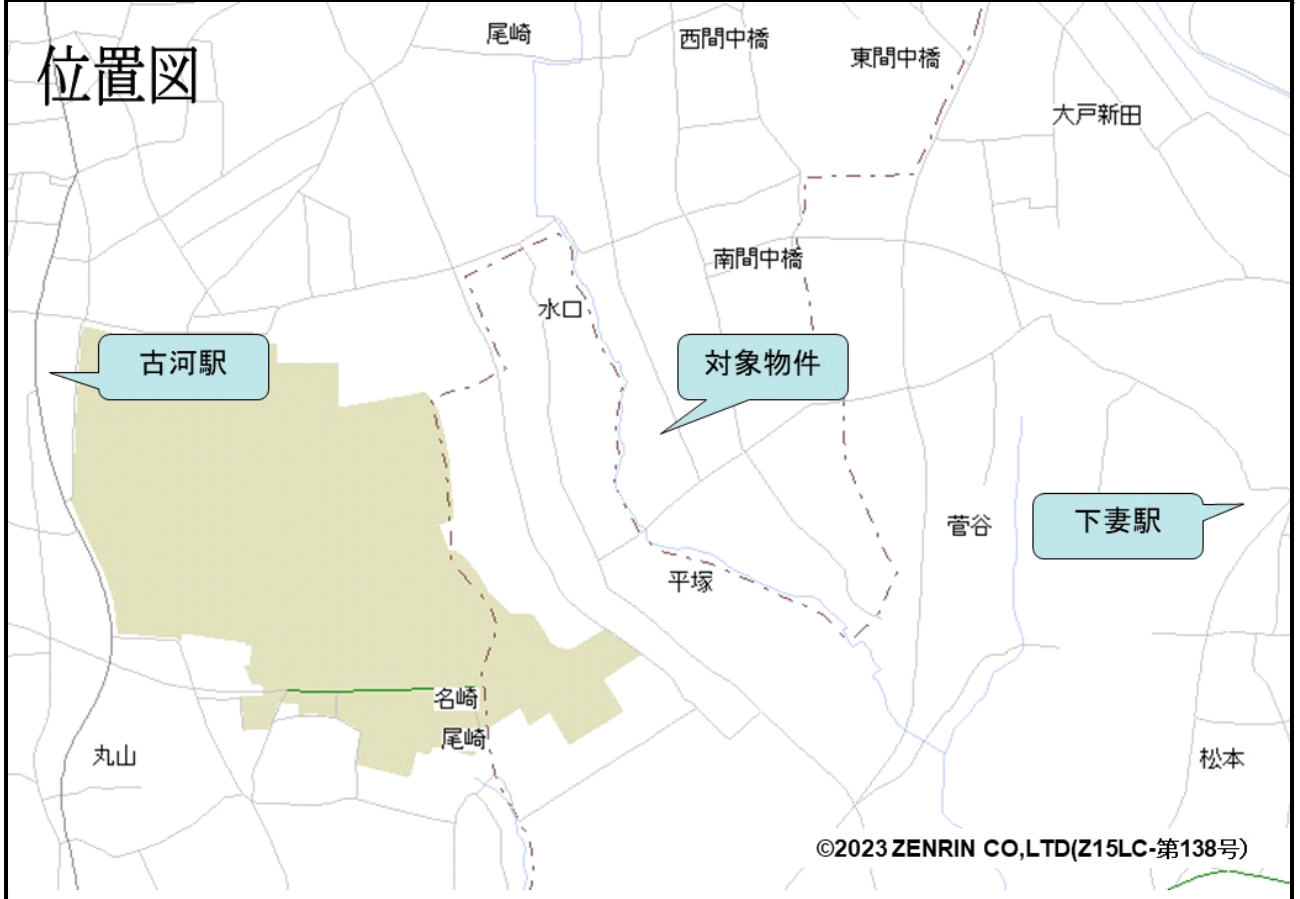 位置図
尾崎
西間中橋
東間中橋
大戸新田
南間中橋
水口
古河駅
対象物件
下妻駅
菅谷
平塚
名崎
尾崎
丸山
松本
©2023 ZENRIN CO,LTD(Z15LC-第138号)